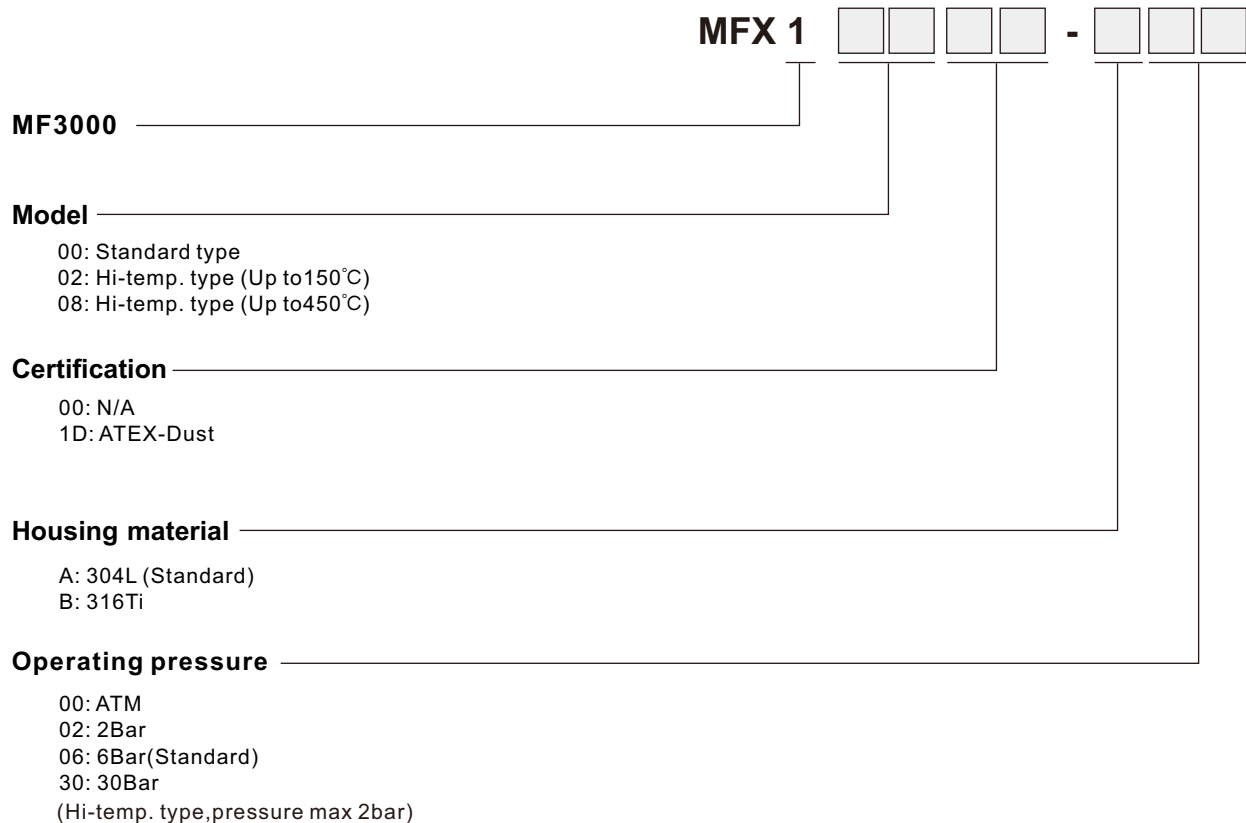 MFX 1 -
MF3000
Model
00: Standard type
02: Hi-temp. type (Up to150℃)
08: Hi-temp. type (Up to450℃)
Certification
00: N/A
1D: ATEX-Dust
Housing material
A: 304L (Standard)
B: 316Ti
Operating pressure
00: ATM
02: 2Bar
06: 6Bar(Standard)
30: 30Bar
(Hi-temp. type,pressure max 2bar)